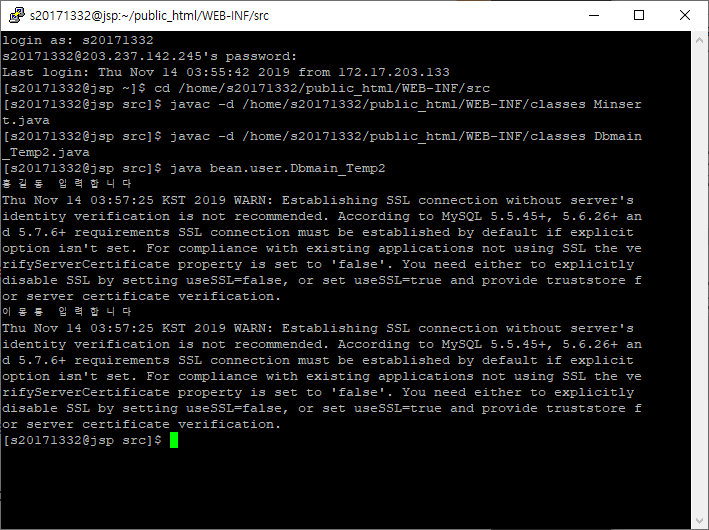 s20171332@jsp:~/public_html/WEB-INF/src
login as: s20171332
s20171332@203.237.142.245's password:
Last login: Thu Nov 14 03:55:42 2019 from 172.17.203.133
[s20171332@jsp ~]$ cd /home/s20171332/public_html/WEB-INF/src
[s20171332@jsp src]$ javac -d /home/s20171332/public_html/WEB-INF/classes Minser
t.java
[s20171332@jsp src]$ javac -d /home/s20171332/public_html/WEB-INF/classes Dbmain
_Temp2.java
[s20171332@jsp src]$ java bean.user.Dbmain_Temp2
홍길동 입력합니다
Thu Nov 14 03:57:25 KST 2019 WARN: Establishing SSL connection without server's
identity verification is not recommended. According to MySQL 5.5.45+, 5.6.26+ an
d 5.7.6+ requirements SSL connection must be established by default if explicit
option isn't set. For compliance with existing applications not using SSL the ve
rifyServerCertificate property is set to 'false'. You need either to explicitly
disable SSL by setting useSSL=false, or set useSSL=true and provide truststore f
or server certificate verification.
이몽룡 입력합니다
Thu Nov 14 03:57:25 KST 2019 WARN: Establishing SSL connection without server's
identity verification is not recommended. According to MySQL 5.5.45+, 5.6.26+ an
d 5.7.6+ requirements SSL connection must be established by default if explicit
option isn't set. For compliance with existing applications not using SSL the ve
rifyServerCertificate property is set to 'false'. You need either to explicitly
disable SSL by setting useSSL=false, or set useSSL=true and provide truststore f
or server certificate verification.
[s20171332@jsp src]$